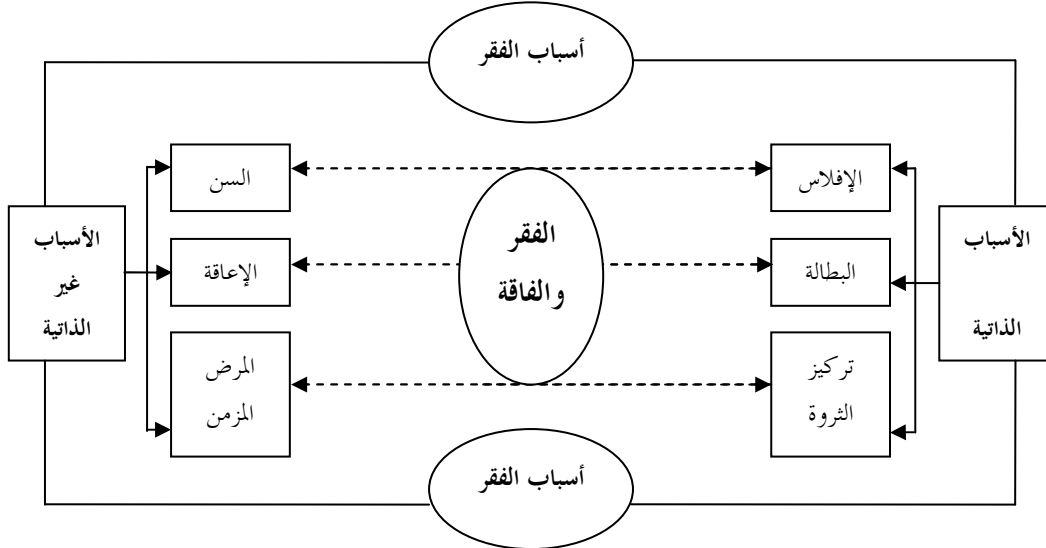 أسباب الفقر
الأسباب
الذاتية
الإفلاس
البطالة
تركيز
الثروة
الفقر
والفاقة
السن
الإعاقة
المرض
المزمن
الأسباب
غير
الذاتية
أسباب الفقر